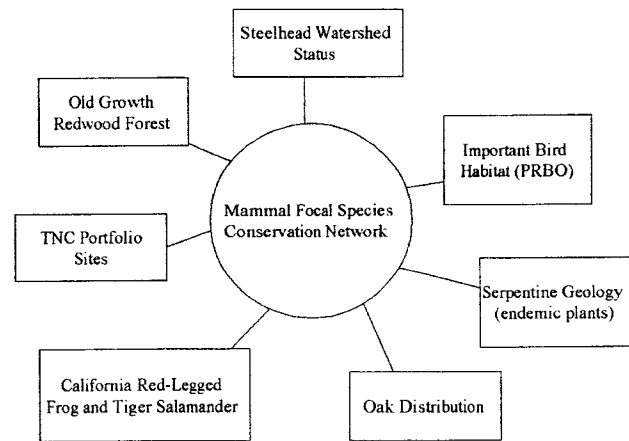 Steelhead Watershed
Status
Old Growth
Redwood Forest
Important Bird
Habitat (PRBO)
Mammal Focal Species
Conservation Network
TNC Portfolio
Sites
Serpentine Geology
(endemic plants)
California Red-Legged
Frog and Tiger Salamander
Oak Distribution